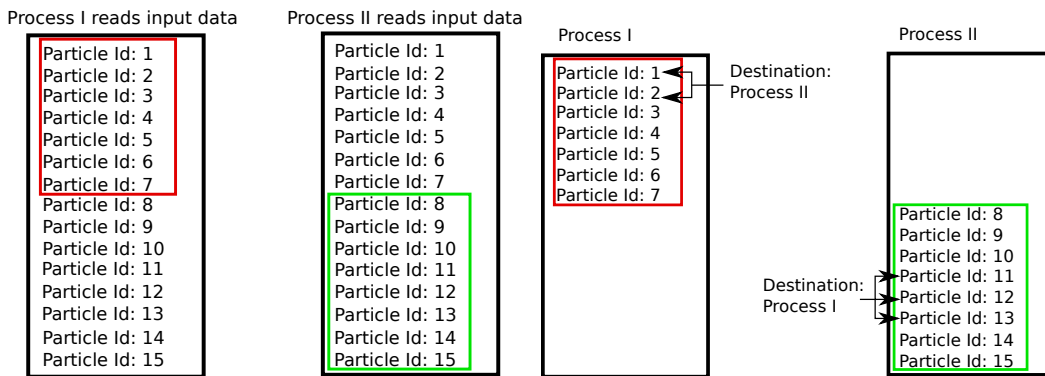 Process I reads input data
Particle Id: 1
Particle Id: 2
Particle Id: 3
Particle Id: 4
Particle Id: 5
Particle Id: 6
Particle Id: 7
Particle Id: 8
Particle Id: 9
Particle Id: 10
Particle Id: 11
Particle Id: 12
Particle Id: 13
Particle Id: 14
Particle Id: 15
Process II reads input data
Particle Id: 1
Particle Id: 2
Particle Id: 3
Particle Id: 4
Particle Id: 5
Particle Id: 6
Particle Id: 7
Particle Id: 8
Particle Id: 9
Particle Id: 10
Particle Id: 11
Particle Id: 12
Particle Id: 13
Particle Id: 14
Particle Id: 15
Process I
Particle Id: 1
Particle Id: 2
Particle Id: 3
Particle Id: 4
Particle Id: 5
Particle Id: 6
Particle Id: 7
Destination:
Process II
Process II
Particle Id: 8
Particle Id: 9
Particle Id: 10
Particle Id: 11
Particle Id: 12
Particle Id: 13
Particle Id: 14
Particle Id: 15
Destination:
Process I